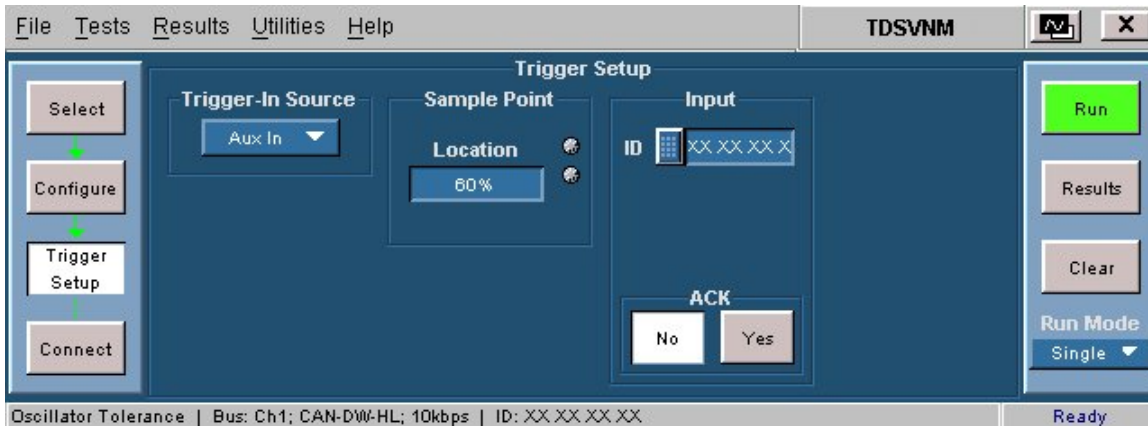 File Tests Results Utilities Help TDSVNM X
Trigger Setup
Select
Configure
Trigger
Setup
Connect
Trigger-In Source
Aux In
Sample Point
Location
60%
Input
ID XX XX XX X
ACK
No Yes
Run
Results
Clear
Run Mode
Single
Oscillator Tolerance | Bus: Ch1; CAN-DW-HL; 10kbps | ID: XX XX XX XX Ready